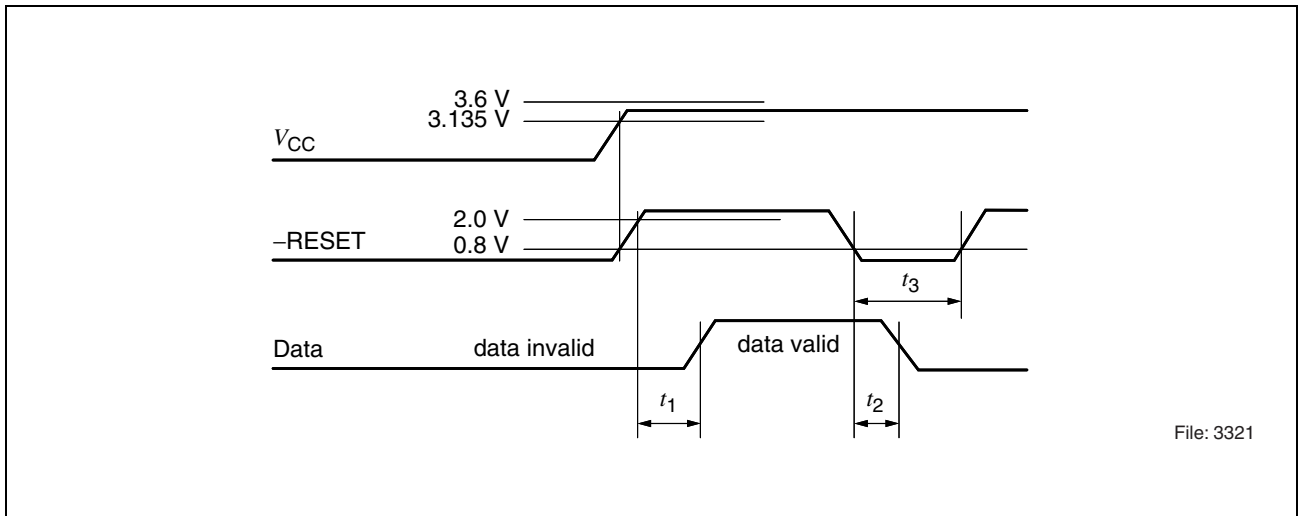 3.6 V
3.135 V
VCC
2.0 V
–RESET
0.8 V
t3
Data
data invalid
data valid
t1
t2
File: 3321